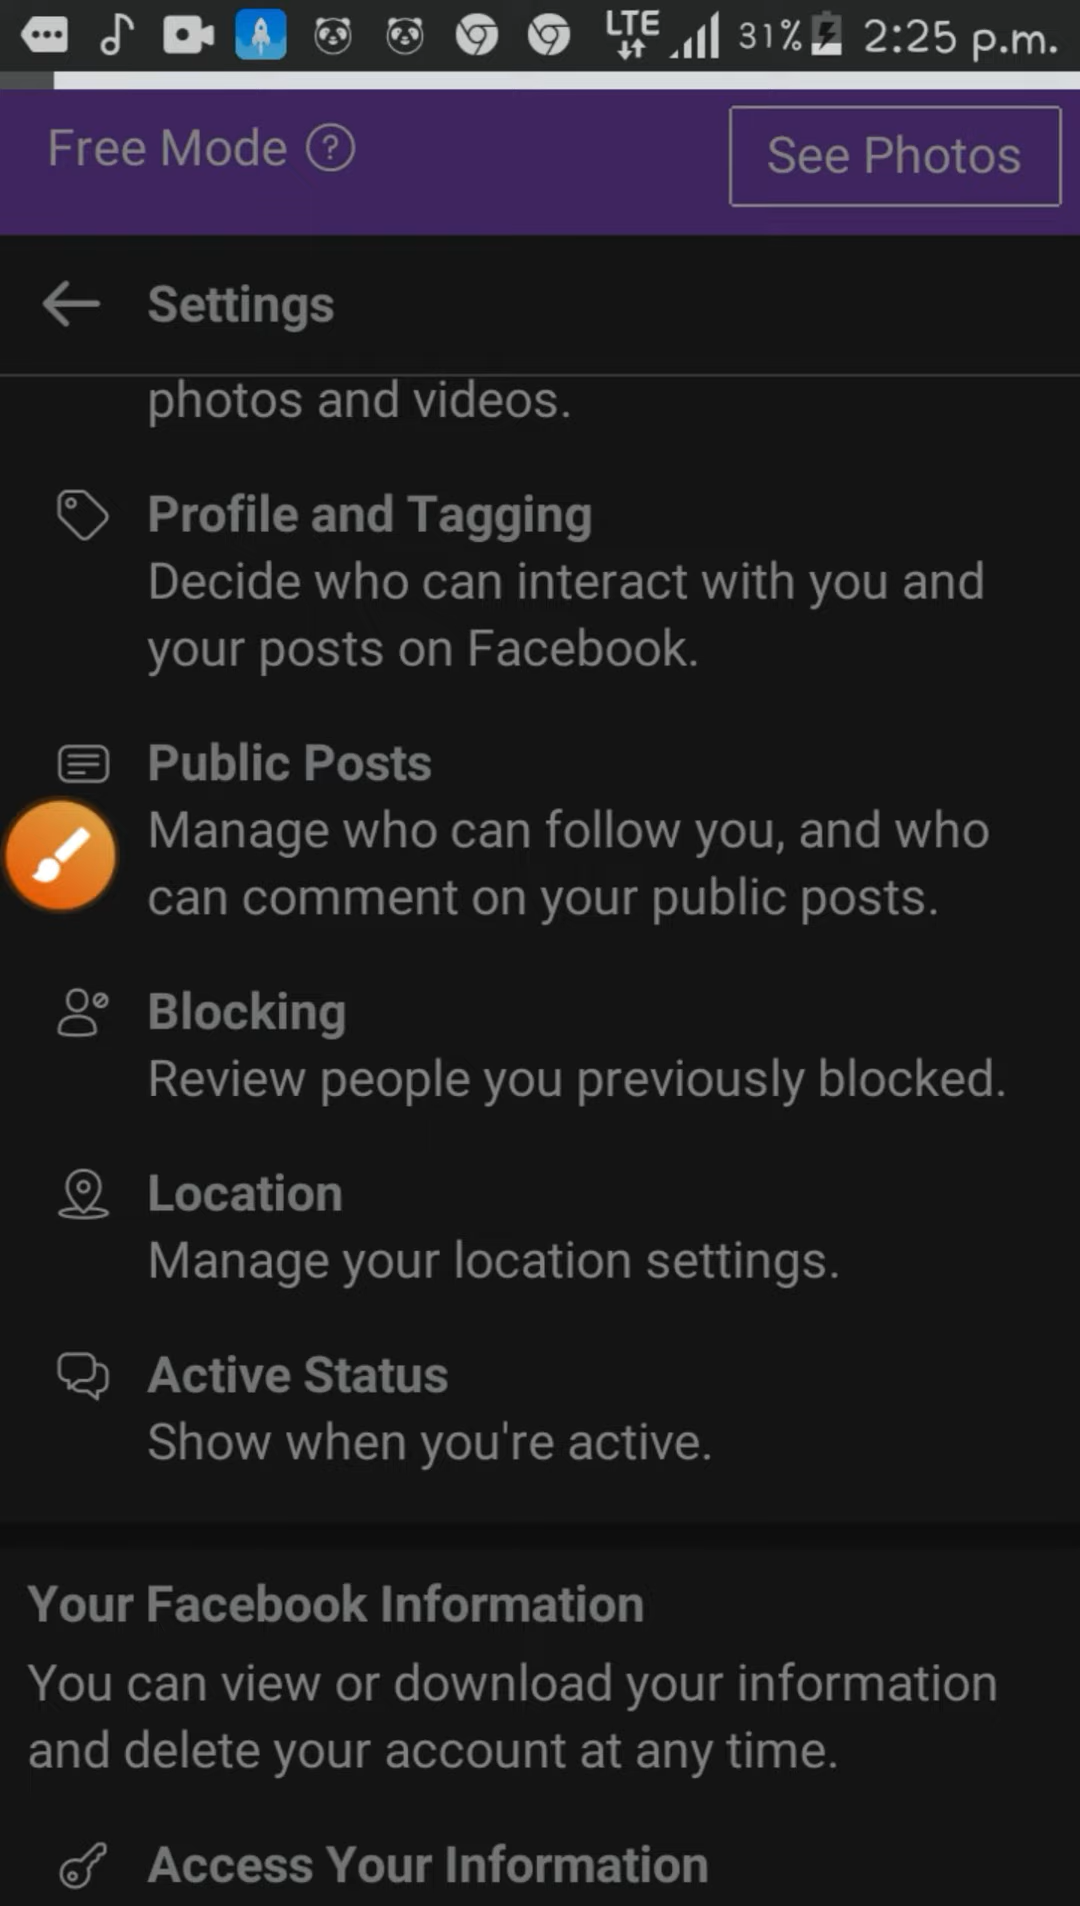 LTE 31% 2:25 p.m.
Free Mode ? See Photos
Settings
photos and videos.
Profile and Tagging
Decide who can interact with you and
your posts on Facebook.
Public Posts
Manage who can follow you, and who
can comment on your public posts.
Blocking
Review people you previously blocked.
Location
Manage your location settings.
Active Status
Show when you're active.
Your Facebook Information
You can view or download your information
and delete your account at any time.
Access Your Information